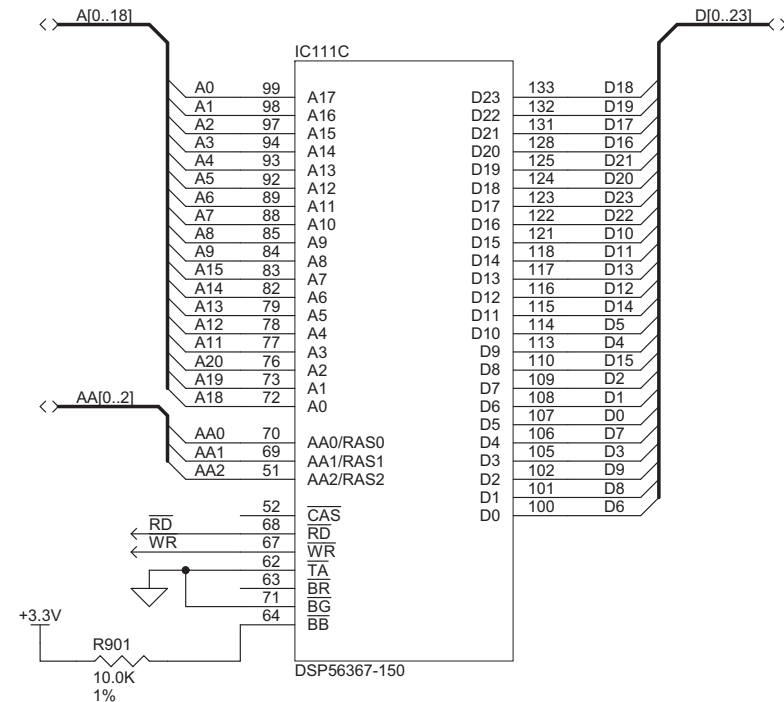 A[0..18] D[0..23]
IC111C
A0 99 A17 D23 133 D18
A1 98 A16 D22 132 D19
A2 97 A15 D21 131 D17
A3 94 A14 D20 128 D16
A4 93 A13 D19 125 D21
A5 92 A12 D18 124 D20
A6 89 A11 D17 123 D23
A7 88 A10 D16 122 D22
A8 85 A9 D15 121 D10
A9 84 A8 D14 118 D11
A15 83 A7 D13 117 D13
A14 82 A6 D12 116 D12
A13 79 A5 D11 115 D14
A12 78 A4 D10 114 D5
A11 77 A3 D9 113 D4
A20 76 A2 D8 110 D15
A19 73 A1 D7 109 D2
A18 72 A0 D6 108 D1
AA[0..2]
D5 107 D0
AA0 70 AA0/RAS0 D4 106 D7
AA1 69 AA1/RAS1 D3 105 D3
AA2 51 AA2/RAS2 D2 102 D9
D1 101 D8
52 CAS D0 100 D6
RD 68 RD
WR 67 WR
62 TA
63 BR
71 BG
+3.3V 64 BB
R901
10.0K
1%
DSP56367-150